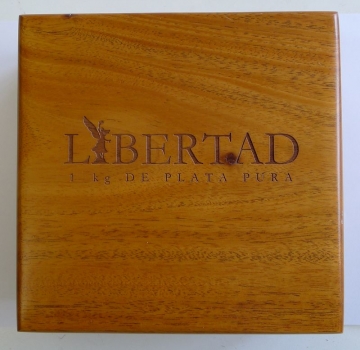 LIBERTAD
1 kg DE PLATA PURA